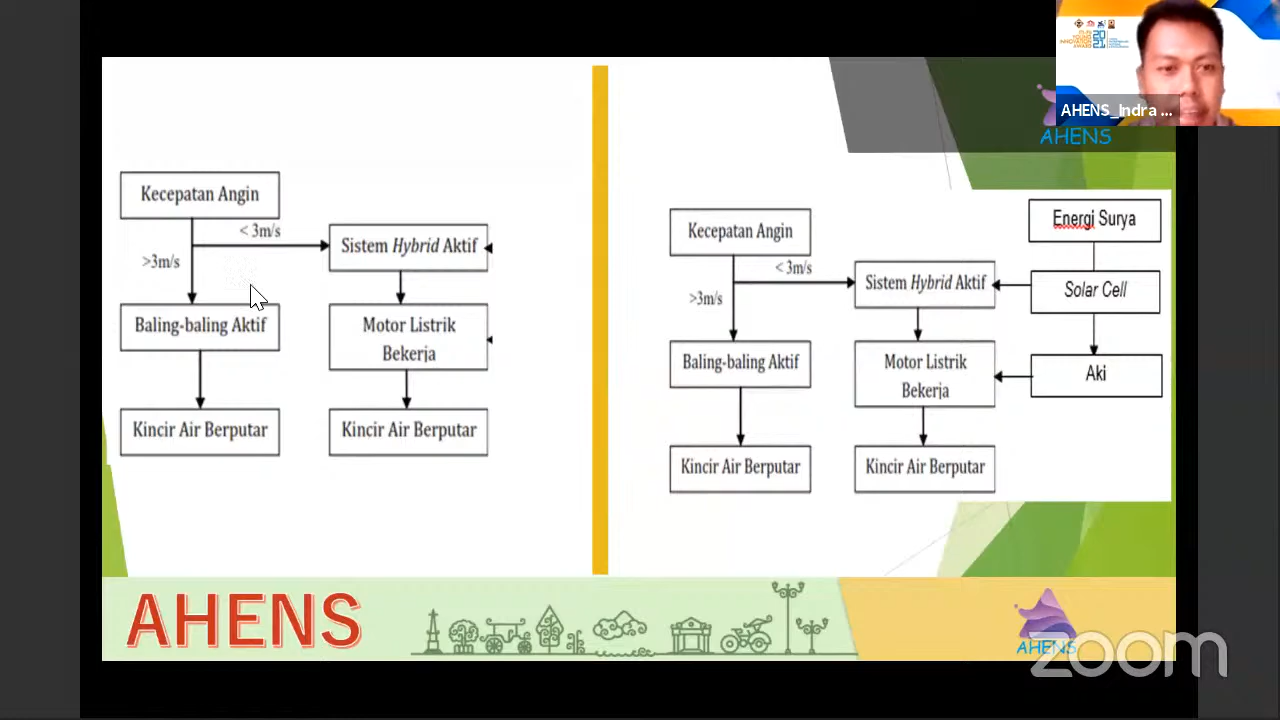 AHENS_Indra ...
AHENS
Kecepatan Angin
< 3m/s
>3m/s
Sistem Hybrid Aktif
Baling-baling Aktif
Motor Listrik
Bekerja
Kincir Air Berputar
Kincir Air Berputar
Kecepatan Angin
< 3m/s
>3m/s
Sistem Hybrid Aktif
Energi Surya
Solar Cell
Baling-baling Aktif
Motor Listrik
Bekerja
Aki
Kincir Air Berputar
Kincir Air Berputar
AHENS
AHENS
zoom